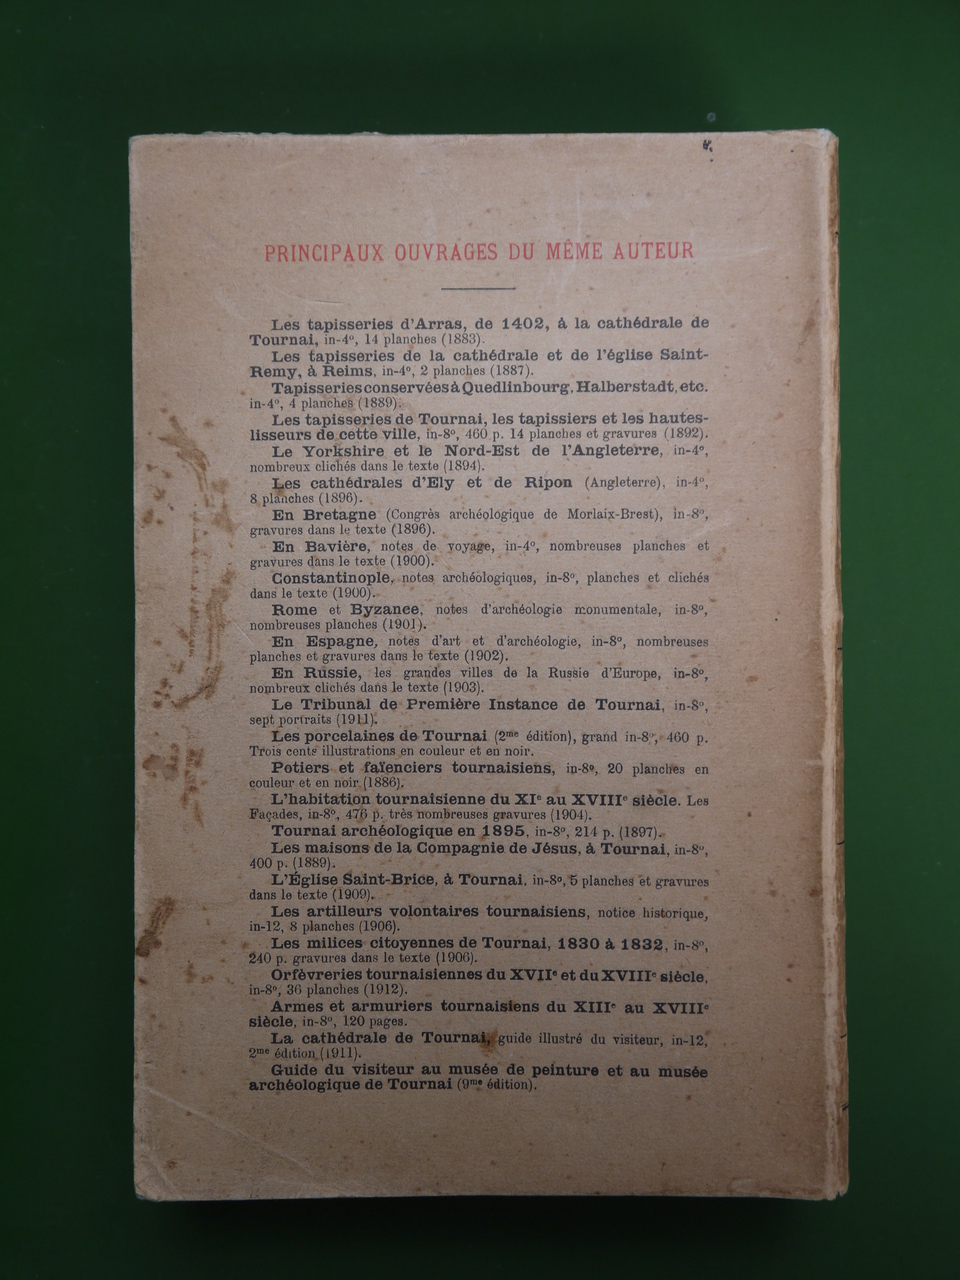 PRINCIPAUX OUVRAGES DU MÊME AUTEUR
Les tapisseries d'Arras, de 1402, à la cathédrale de
Tournai, in-4°, 14 planches (1883).
Les tapisseries de la cathédrale et de l'église Saint-
Remy, à Reims, in-4°, 2 planches (1887).
Tapisseries conservées à Quedlinbourg, Halberstadt, etc.
in-4°, 4 planches (1889).
Les tapisseries de Tournai, les tapissiers et les hautes-
lisseurs de cette ville, in-8°, 460 p. 14 planches et gravures (1892).
Le Yorkshire et le Nord-Est de l'Angleterre, in-4°,
nombreux clichés dans le texte (1894).
Les cathédrales d'Ely et de Ripon (Angleterre), in-4°,
8 planches (1896).
En Bretagne (Congrès archéologique de Morlaix-Brest), in-8°,
gravures dans le texte (1896).
En Bavière, notes de voyage, in-4°, nombreuses planches et
gravures dans le texte (1900).
Constantinople, notes archéologiques, in-8°, planches et clichés
dans le texte (1900).
Rome et Byzance, notes d'archéologie monumentale, in-8°,
nombreuses planches (1901).
En Espagne, notes d'art et d'archéologie, in-8°, nombreuses
planches et gravures dans le texte (1902).
En Russie, les grandes villes de la Russie d'Europe, in-8°,
nombreux clichés dans le texte (1903).
Le Tribunal de Première Instance de Tournai, in-8°,
sept portraits (1911).
Les porcelaines de Tournai (2me édition), grand in-8°, 460 p.
Trois cents illustrations en couleur et en noir.
Potiers et faïenciers tournaisiens, in-8°, 20 planches en
couleur et en noir (1886).
L'habitation tournaisienne du XIe au XVIIIe siècle. Les
Façades, in-8°, 476 p. très nombreuses gravures (1904).
Tournai archéologique en 1895, in-8°, 214 p. (1897).
Les maisons de la Compagnie de Jésus, à Tournai, in-8°,
400 p. (1889).
L'Église Saint-Brice, à Tournai, in-8°, 5 planches et gravures
dans le texte (1909).
Les artilleurs volontaires tournaisiens, notice historique,
in-12, 8 planches (1906).
Les milices citoyennes de Tournai, 1830 à 1832, in-8°,
240 p. gravures dans le texte (1906).
Orfèvreries tournaisiennes du XVIIe et du XVIIIe siècle,
in-8°, 36 planches (1912).
Armes et armuriers tournaisiens du XIIIe au XVIIIe
siècle, in-8°, 120 pages.
La cathédrale de Tournai, guide illustré du visiteur, in-12,
2me édition (1911).
Guide du visiteur au musée de peinture et au musée
archéologique de Tournai (9me édition).